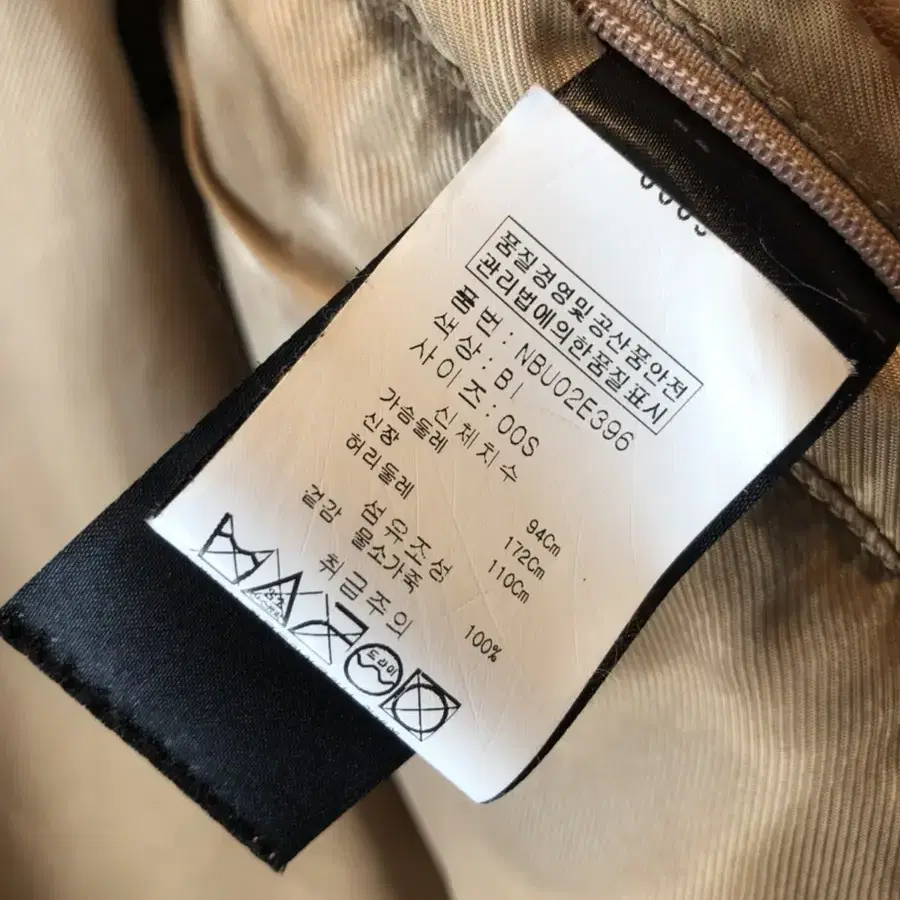 품질경영및공산품안전
관리법에의한품질표시
품번 : NBU02E396
색상 : BI
사이즈 : 00S
신체치수
가슴둘레 94Cm
신장 172Cm
허리둘레 110Cm
섬유조성
겉감 물소가죽 100%
취급주의
드라이